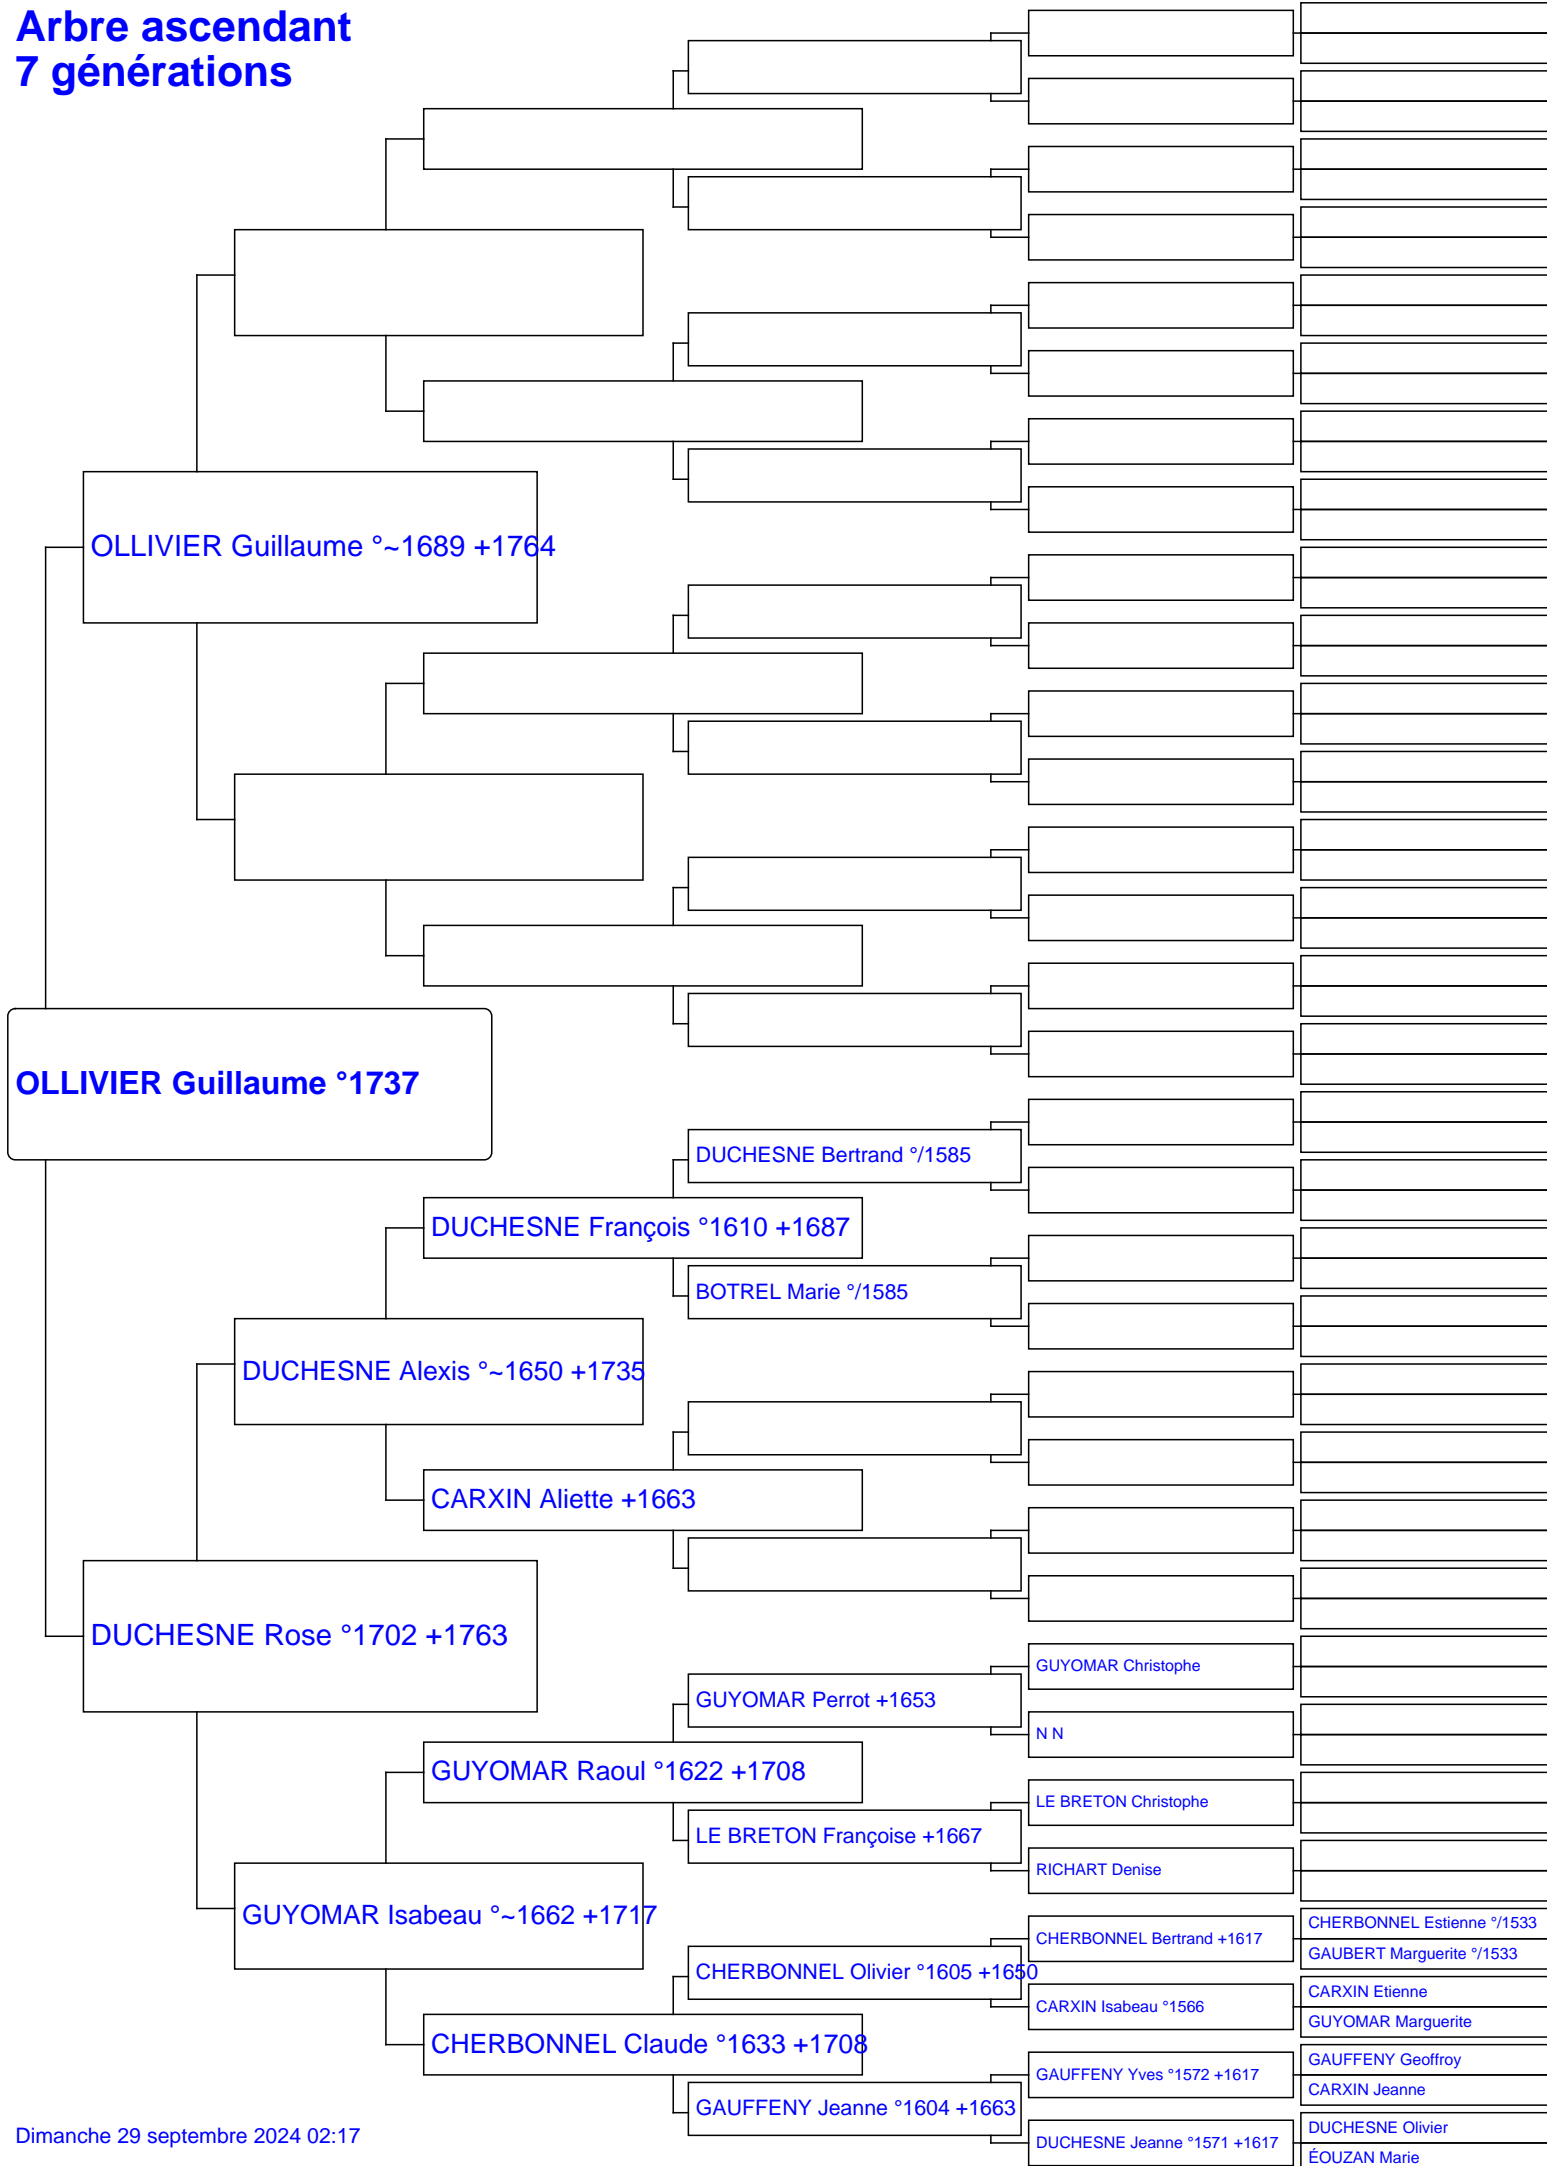 Arbre ascendant
7 générations
OLLIVIER Guillaume °~1689 +1764
OLLIVIER Guillaume °1737
DUCHESNE Bertrand °/1585
DUCHESNE François °1610 +1687
BOTREL Marie °/1585
DUCHESNE Alexis °~1650 +1735
CARXIN Aliette +1663
DUCHESNE Rose °1702 +1763
GUYOMAR Christophe
GUYOMAR Perrot +1653
N N
GUYOMAR Raoul °1622 +1708
LE BRETON Christophe
LE BRETON Françoise +1667
RICHART Denise
GUYOMAR Isabeau °~1662 +1717
CHERBONNEL Estienne °/1533
CHERBONNEL Bertrand +1617
GAUBERT Marguerite °/1533
CHERBONNEL Olivier °1605 +1650
CARXIN Etienne
CARXIN Isabeau °1566
GUYOMAR Marguerite
CHERBONNEL Claude °1633 +1708
GAUFFENY Geoffroy
GAUFFENY Yves °1572 +1617
CARXIN Jeanne
GAUFFENY Jeanne °1604 +1663
DUCHESNE Olivier
DUCHESNE Jeanne °1571 +1617
ÉOUZAN Marie
Dimanche 29 septembre 2024 02:17